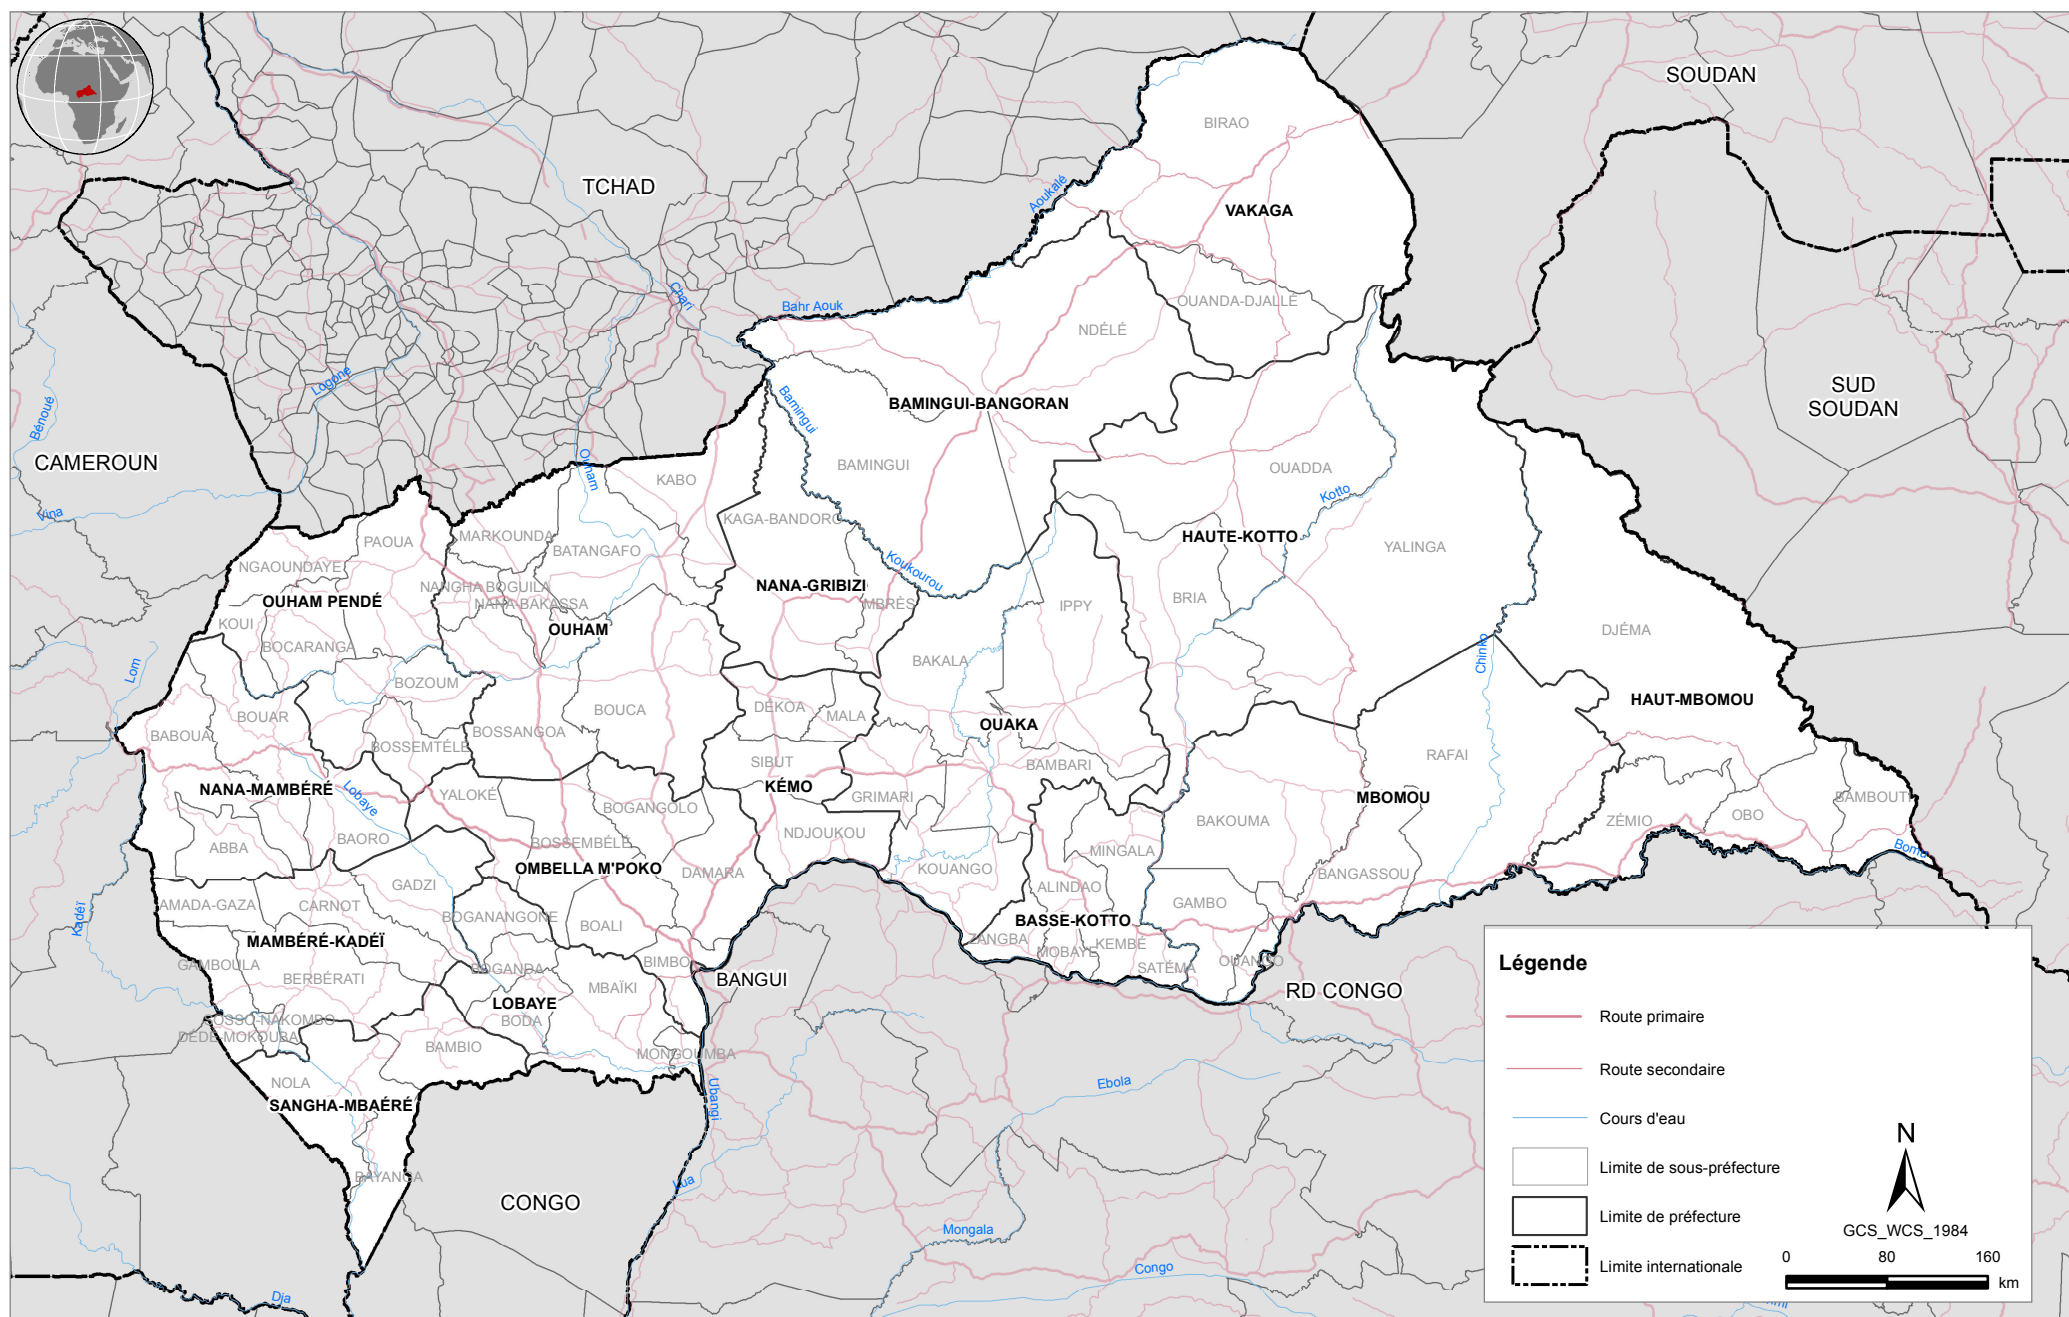 SOUDAN
BIRAO
TCHAD
Aoukalé
VAKAGA
Chari
Bahr Aouk
OUANDA-DJALLÉ
NDÉLÉ
Logone
Bénoué
Bamingui
BAMINGUI-BANGORAN
SUD
SOUDAN
CAMEROUN
Ouham
KABO
BAMINGUI
OUADDA
Kotto
Vina
KAGA-BANDORO
PAOUA
MARKOUNDA
BATANGAFO
HAUTE-KOTTO
YALINGA
NGAOUNDAYE
Koukourou
NANGHA BOGUILA
NANA-GRIBIZI
OUHAM PENDÉ
NANA-BAKASSA
MBRÈS
IPPY
BRIA
KOUI
OUHAM
DJÉMA
BOCARANGA
Lom
BAKALA
Chinko
BOZOUM
HAUT-MBOMOU
BOUAR
BOUCA
DÉKOA
MALA
OUAKA
BABOUA
BOSSANGOA
BOSSEMTÉLÉ
RAFAI
SIBUT
BAMBARI
NANA-MAMBÉRÉ
Lobaye
YALOKÉ
KÉMO
GRIMARI
MBOMOU
BAMBOUTI
BOGANGOLO
OBO
ZÉMIO
BAKOUMA
NDJOUKOU
BAORO
BOSSEMBÉLÉ
ABBA
MINGALA
Bomu
OMBELLA M'POKO
DAMARA
KOUANGO
BANGASSOU
GADZI
ALINDAO
AMADA-GAZA
CARNOT
GAMBO
BOGANANGONE
BASSE-KOTTO
Kadéï
BOALI
MAMBÉRÉ-KADÉÏ
ZANGBA
KEMBÉ
MOBAYE
GAMBOULA
BIMBO
OUANGO
SATÉMA
BOGANDA
BERBÉRATI
BANGUI
MBAÏKI
RD CONGO
LOBAYE
BODA
SOSSO-NAKOMBO
DÉDÉ-MOKOUBA
BAMBIO
MONGOUMBA
NOLA
Ebola
Ubangi
SANGHA-MBAÉRÉ
BAYANGA
Lua
CONGO
Mongala
Congo
Dja
Légende
Route primaire
Route secondaire
Cours d'eau
Limite de sous-préfecture
Limite de préfecture
Limite internationale
N
GCS_WCS_1984
0 80 160
km